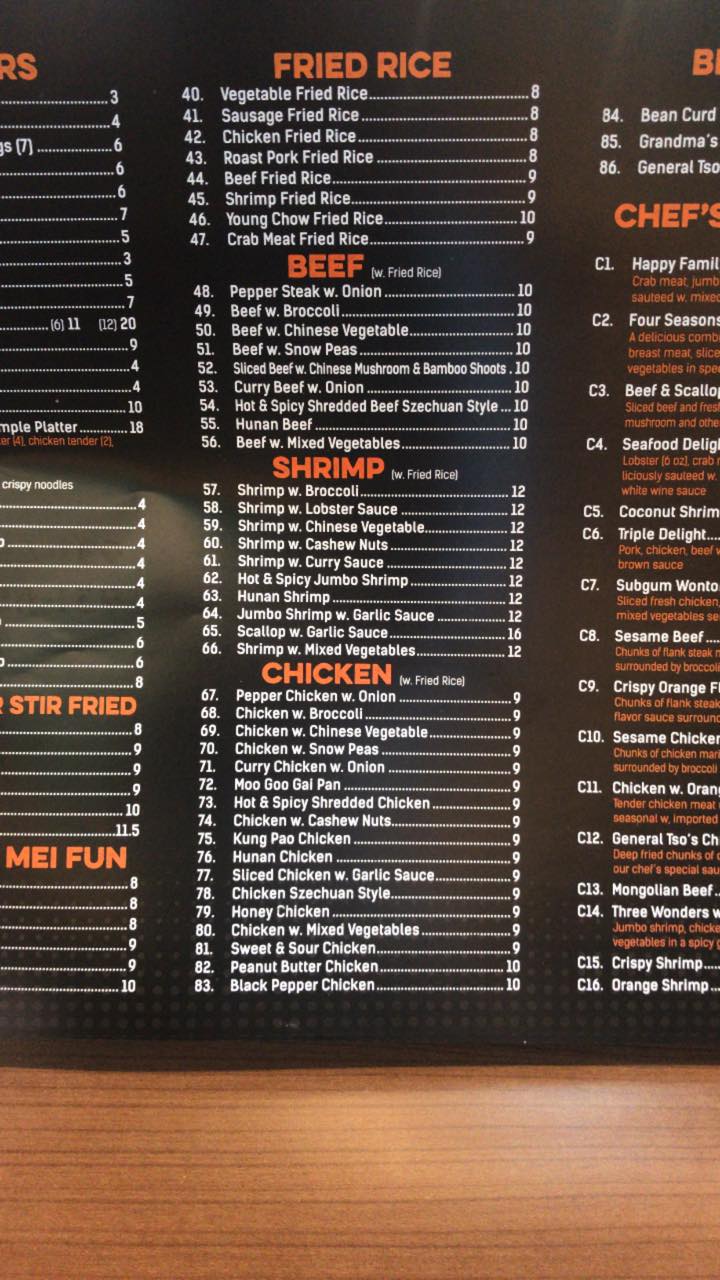 RS
3
4
gs (7) 6
6
6
7
5
3
5
7
(6) 11 (12) 20
9
4
4
10
mple Platter 18
er (4), chicken tender (2),
crispy noodles
4
4
4
4
4
4
5
6
6
8
R STIR FRIED
8
9
9
9
10
11.5
MEI FUN
8
8
8
9
9
10
FRIED RICE
40. Vegetable Fried Rice 8
41. Sausage Fried Rice 8
42. Chicken Fried Rice 8
43. Roast Pork Fried Rice 8
44. Beef Fried Rice 9
45. Shrimp Fried Rice 9
46. Young Chow Fried Rice 10
47. Crab Meat Fried Rice 9
BEEF (w. Fried Rice)
48. Pepper Steak w. Onion 10
49. Beef w. Broccoli 10
50. Beef w. Chinese Vegetable 10
51. Beef w. Snow Peas 10
52. Sliced Beef w. Chinese Mushroom & Bamboo Shoots 10
53. Curry Beef w. Onion 10
54. Hot & Spicy Shredded Beef Szechuan Style 10
55. Hunan Beef 10
56. Beef w. Mixed Vegetables 10
SHRIMP (w. Fried Rice)
57. Shrimp w. Broccoli 12
58. Shrimp w. Lobster Sauce 12
59. Shrimp w. Chinese Vegetable 12
60. Shrimp w. Cashew Nuts 12
61. Shrimp w. Curry Sauce 12
62. Hot & Spicy Jumbo Shrimp 12
63. Hunan Shrimp 12
64. Jumbo Shrimp w. Garlic Sauce 12
65. Scallop w. Garlic Sauce 16
66. Shrimp w. Mixed Vegetables 12
CHICKEN (w. Fried Rice)
67. Pepper Chicken w. Onion 9
68. Chicken w. Broccoli 9
69. Chicken w. Chinese Vegetable 9
70. Chicken w. Snow Peas 9
71. Curry Chicken w. Onion 9
72. Moo Goo Gai Pan 9
73. Hot & Spicy Shredded Chicken 9
74. Chicken w. Cashew Nuts 9
75. Kung Pao Chicken 9
76. Hunan Chicken 9
77. Sliced Chicken w. Garlic Sauce 9
78. Chicken Szechuan Style 9
79. Honey Chicken 9
80. Chicken w. Mixed Vegetables 9
81. Sweet & Sour Chicken 9
82. Peanut Butter Chicken 10
83. Black Pepper Chicken 10
84. Bean Curd
85. Grandma's
86. General Tso
CHEF'S
C1. Happy Famil
Crab meat, jumb
sauteed w. mixed
C2. Four Seasons
A delicious combi
breast meat, slice
vegetables in spec
C3. Beef & Scallop
Sliced beef and fresh
mushroom and othe
C4. Seafood Deligh
Lobster (6 oz), crab m
liciously sauteed w.
white wine sauce
C5. Coconut Shrim
C6. Triple Delight
Pork, chicken, beef w
brown sauce
C7. Subgum Wonto
Sliced fresh chicken,
mixed vegetables se
C8. Sesame Beef
Chunks of flank steak m
surrounded by broccoli
C9. Crispy Orange Fl
Chunks of flank steak
flavor sauce surround
C10. Sesame Chicken
Chunks of chicken mari
surrounded by broccoli
C11. Chicken w. Orang
Tender chicken meat
seasonal w, imported
C12. General Tso's Ch
Deep fried chunks of c
our chef's special sau
C13. Mongolian Beef
C14. Three Wonders w
Jumbo shrimp, chicke
vegetables in a spicy g
C15. Crispy Shrimp
C16. Orange Shrimp